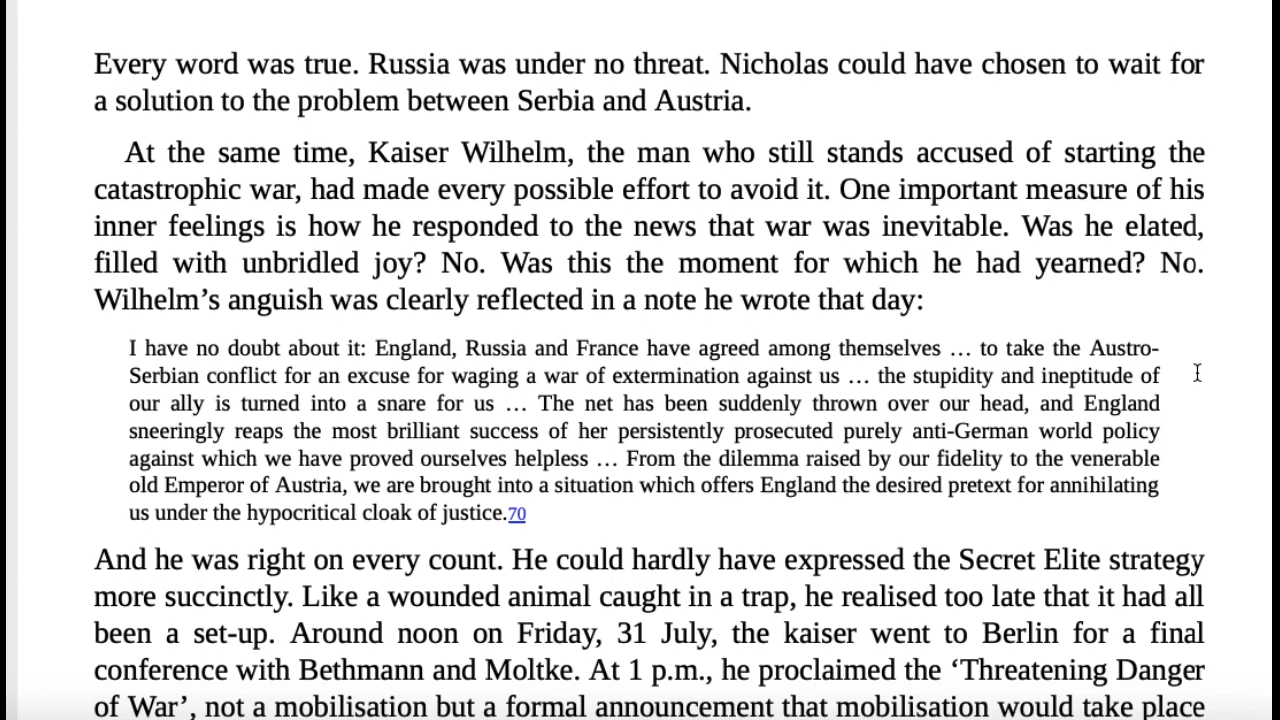 Every word was true. Russia was under no threat. Nicholas could have chosen to wait for
a solution to the problem between Serbia and Austria.
At the same time, Kaiser Wilhelm, the man who still stands accused of starting the
catastrophic war, had made every possible effort to avoid it. One important measure of his
inner feelings is how he responded to the news that war was inevitable. Was he elated,
filled with unbridled joy? No. Was this the moment for which he had yearned? No.
Wilhelm’s anguish was clearly reflected in a note he wrote that day:
I have no doubt about it: England, Russia and France have agreed among themselves … to take the Austro-
Serbian conflict for an excuse for waging a war of extermination against us … the stupidity and ineptitude of
our ally is turned into a snare for us … The net has been suddenly thrown over our head, and England
sneeringly reaps the most brilliant success of her persistently prosecuted purely anti-German world policy
against which we have proved ourselves helpless … From the dilemma raised by our fidelity to the venerable
old Emperor of Austria, we are brought into a situation which offers England the desired pretext for annihilating
us under the hypocritical cloak of justice.70
And he was right on every count. He could hardly have expressed the Secret Elite strategy
more succinctly. Like a wounded animal caught in a trap, he realised too late that it had all
been a set-up. Around noon on Friday, 31 July, the kaiser went to Berlin for a final
conference with Bethmann and Moltke. At 1 p.m., he proclaimed the ‘Threatening Danger
of War’, not a mobilisation but a formal announcement that mobilisation would take place